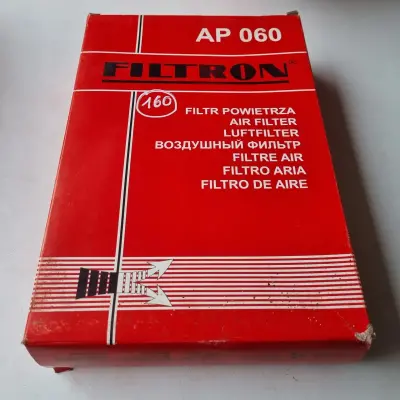 AP 060
FILTRON®
160
FILTR POWIETRZA
AIR FILTER
LUFTFILTER
ВОЗДУШНЫЙ ФИЛЬТР
FILTRE AIR
FILTRO ARIA
FILTRO DE AIRE